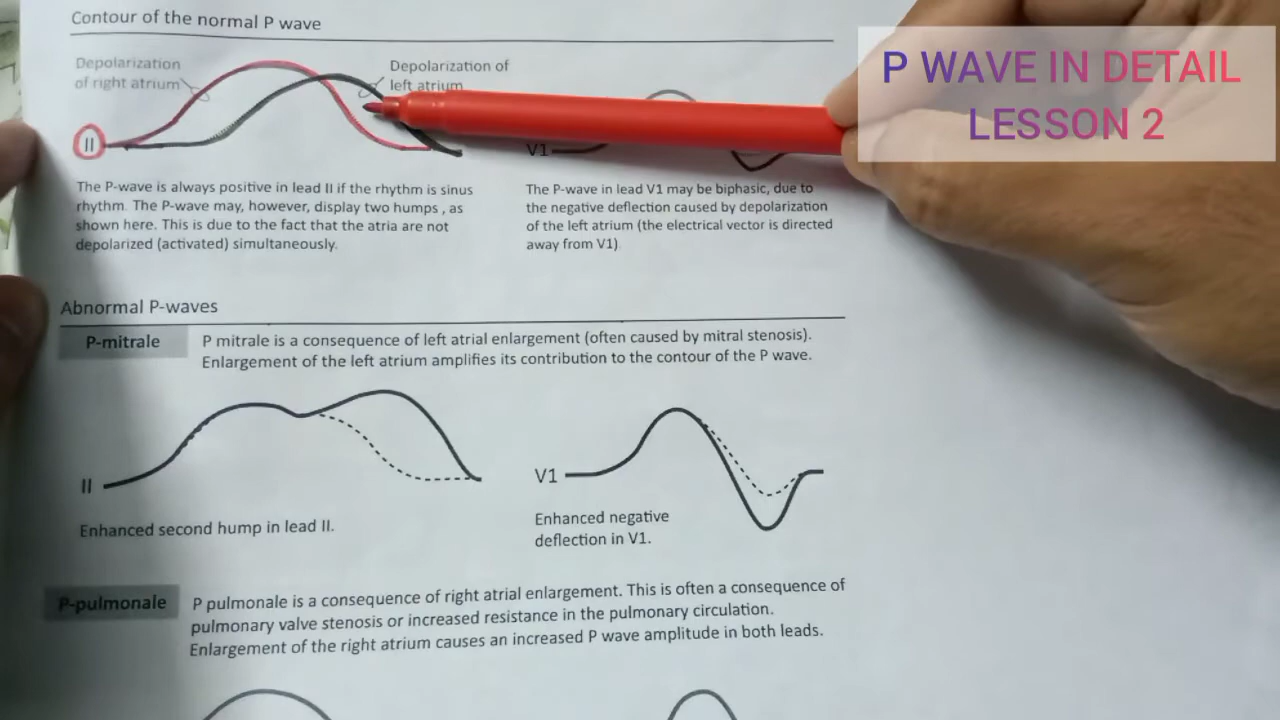 Contour of the normal P wave
Depolarization
of right atrium
Depolarization of
left atrium
II
V1
The P-wave is always positive in lead II if the rhythm is sinus
rhythm. The P-wave may, however, display two humps , as
shown here. This is due to the fact that the atria are not
depolarized (activated) simultaneously.
The P-wave in lead V1 may be biphasic, due to
the negative deflection caused by depolarization
of the left atrium (the electrical vector is directed
away from V1)
P WAVE IN DETAIL
LESSON 2
Abnormal P-waves
P-mitrale
P mitrale is a consequence of left atrial enlargement (often caused by mitral stenosis).
Enlargement of the left atrium amplifies its contribution to the contour of the P wave.
II
Enhanced second hump in lead II.
V1
Enhanced negative
deflection in V1.
P-pulmonale
P pulmonale is a consequence of right atrial enlargement. This is often a consequence of
pulmonary valve stenosis or increased resistance in the pulmonary circulation.
Enlargement of the right atrium causes an increased P wave amplitude in both leads.